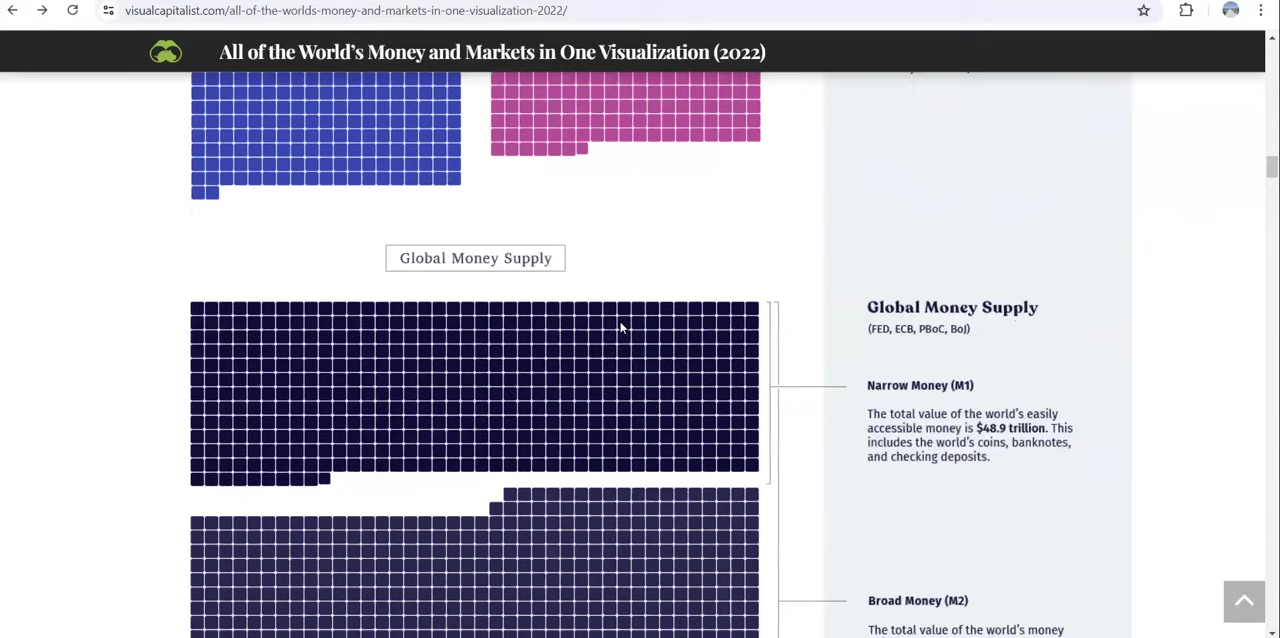 visualcapitalist.com/all-of-the-worlds-money-and-markets-in-one-visualization-2022/
All of the World's Money and Markets in One Visualization (2022)
Global Money Supply
Global Money Supply
(FED, ECB, PBoC, BoJ)
Narrow Money (M1)
The total value of the world's easily
accessible money is $48.9 trillion. This
includes the world's coins, banknotes,
and checking deposits.
Broad Money (M2)
The total value of the world's money